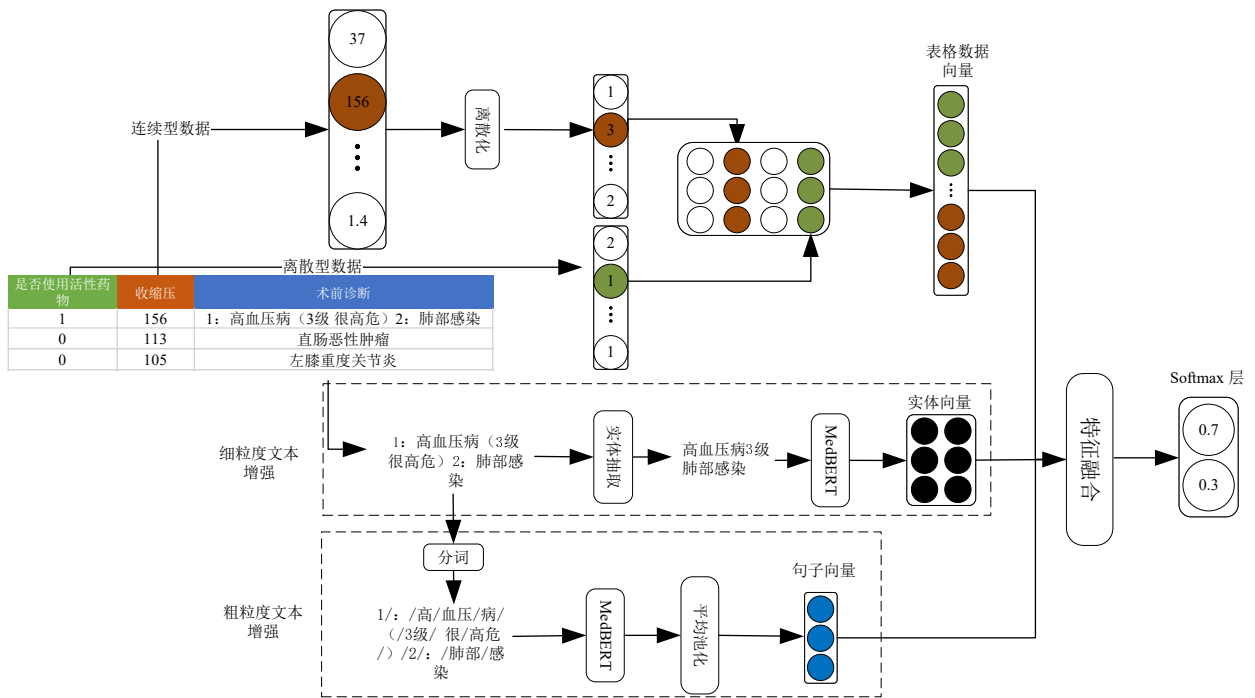 37
156
1.4
连续型数据
离散化
1
3
2
表格数据
向量
离散型数据
2
1
1
是否使用活性药
物
收缩压
术前诊断
1
156
1：高血压病（3级 很高危）2：肺部感染
0
113
直肠恶性肿瘤
0
105
左膝重度关节炎
细粒度文本
增强
1：高血压病（3级
很高危）2：肺部感
染
实体抽取
高血压病3级
肺部感染
MedBERT
实体向量
特征融合
Softmax 层
0.7
0.3
分词
粗粒度文本
增强
1/：/高/血压/病/
（/3级/ 很/高危
/）/2/：/肺部/感
染
MedBERT
平均池化
句子向量